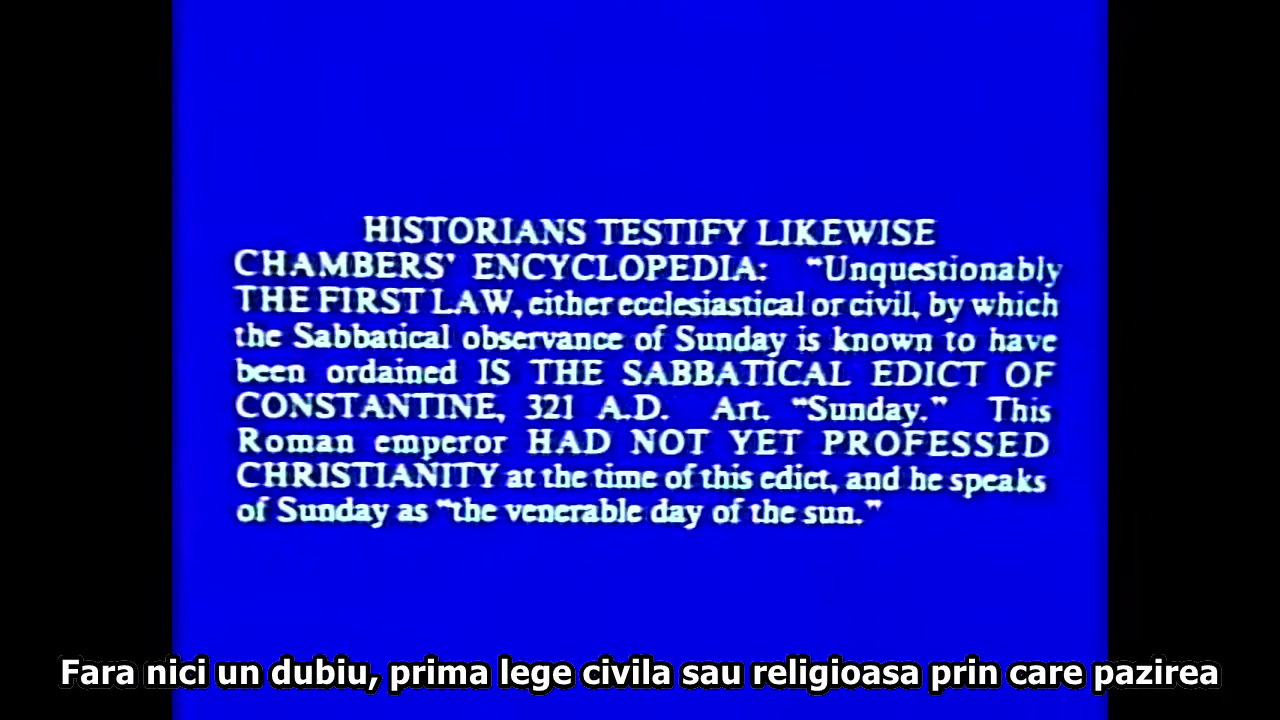 HISTORIANS TESTIFY LIKEWISE
CHAMBERS' ENCYCLOPEDIA: "Unquestionably
THE FIRST LAW, either ecclesiastical or civil, by which
the Sabbatical observance of Sunday is known to have
been ordained IS THE SABBATICAL EDICT OF
CONSTANTINE, 321 A.D. Art. "Sunday." This
Roman emperor HAD NOT YET PROFESSED
CHRISTIANITY at the time of this edict, and he speaks
of Sunday as "the venerable day of the sun."
Fara nici un dubiu, prima lege civila sau religioasa prin care pazirea